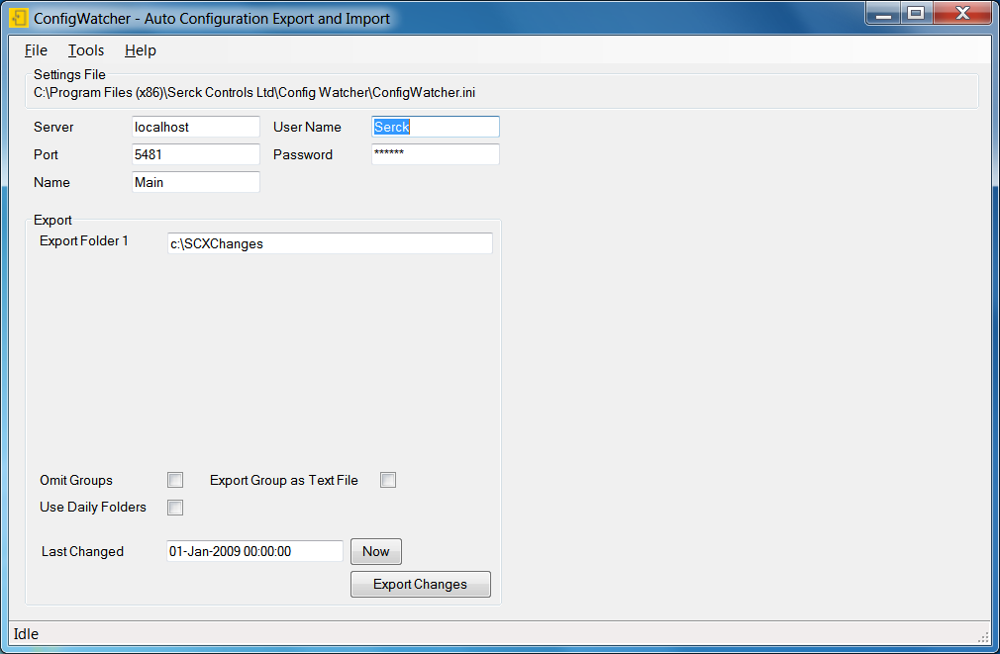 ConfigWatcher - Auto Configuration Export and Import
File Tools Help
Settings File
C:\Program Files (x86)\Serck Controls Ltd\Config Watcher\ConfigWatcher.ini
Server localhost User Name Serck
Port 5481 Password ******
Name Main
Export
Export Folder 1 c:\SCXChanges
Omit Groups Export Group as Text File
Use Daily Folders
Last Changed 01-Jan-2009 00:00:00 Now
Export Changes
Idle